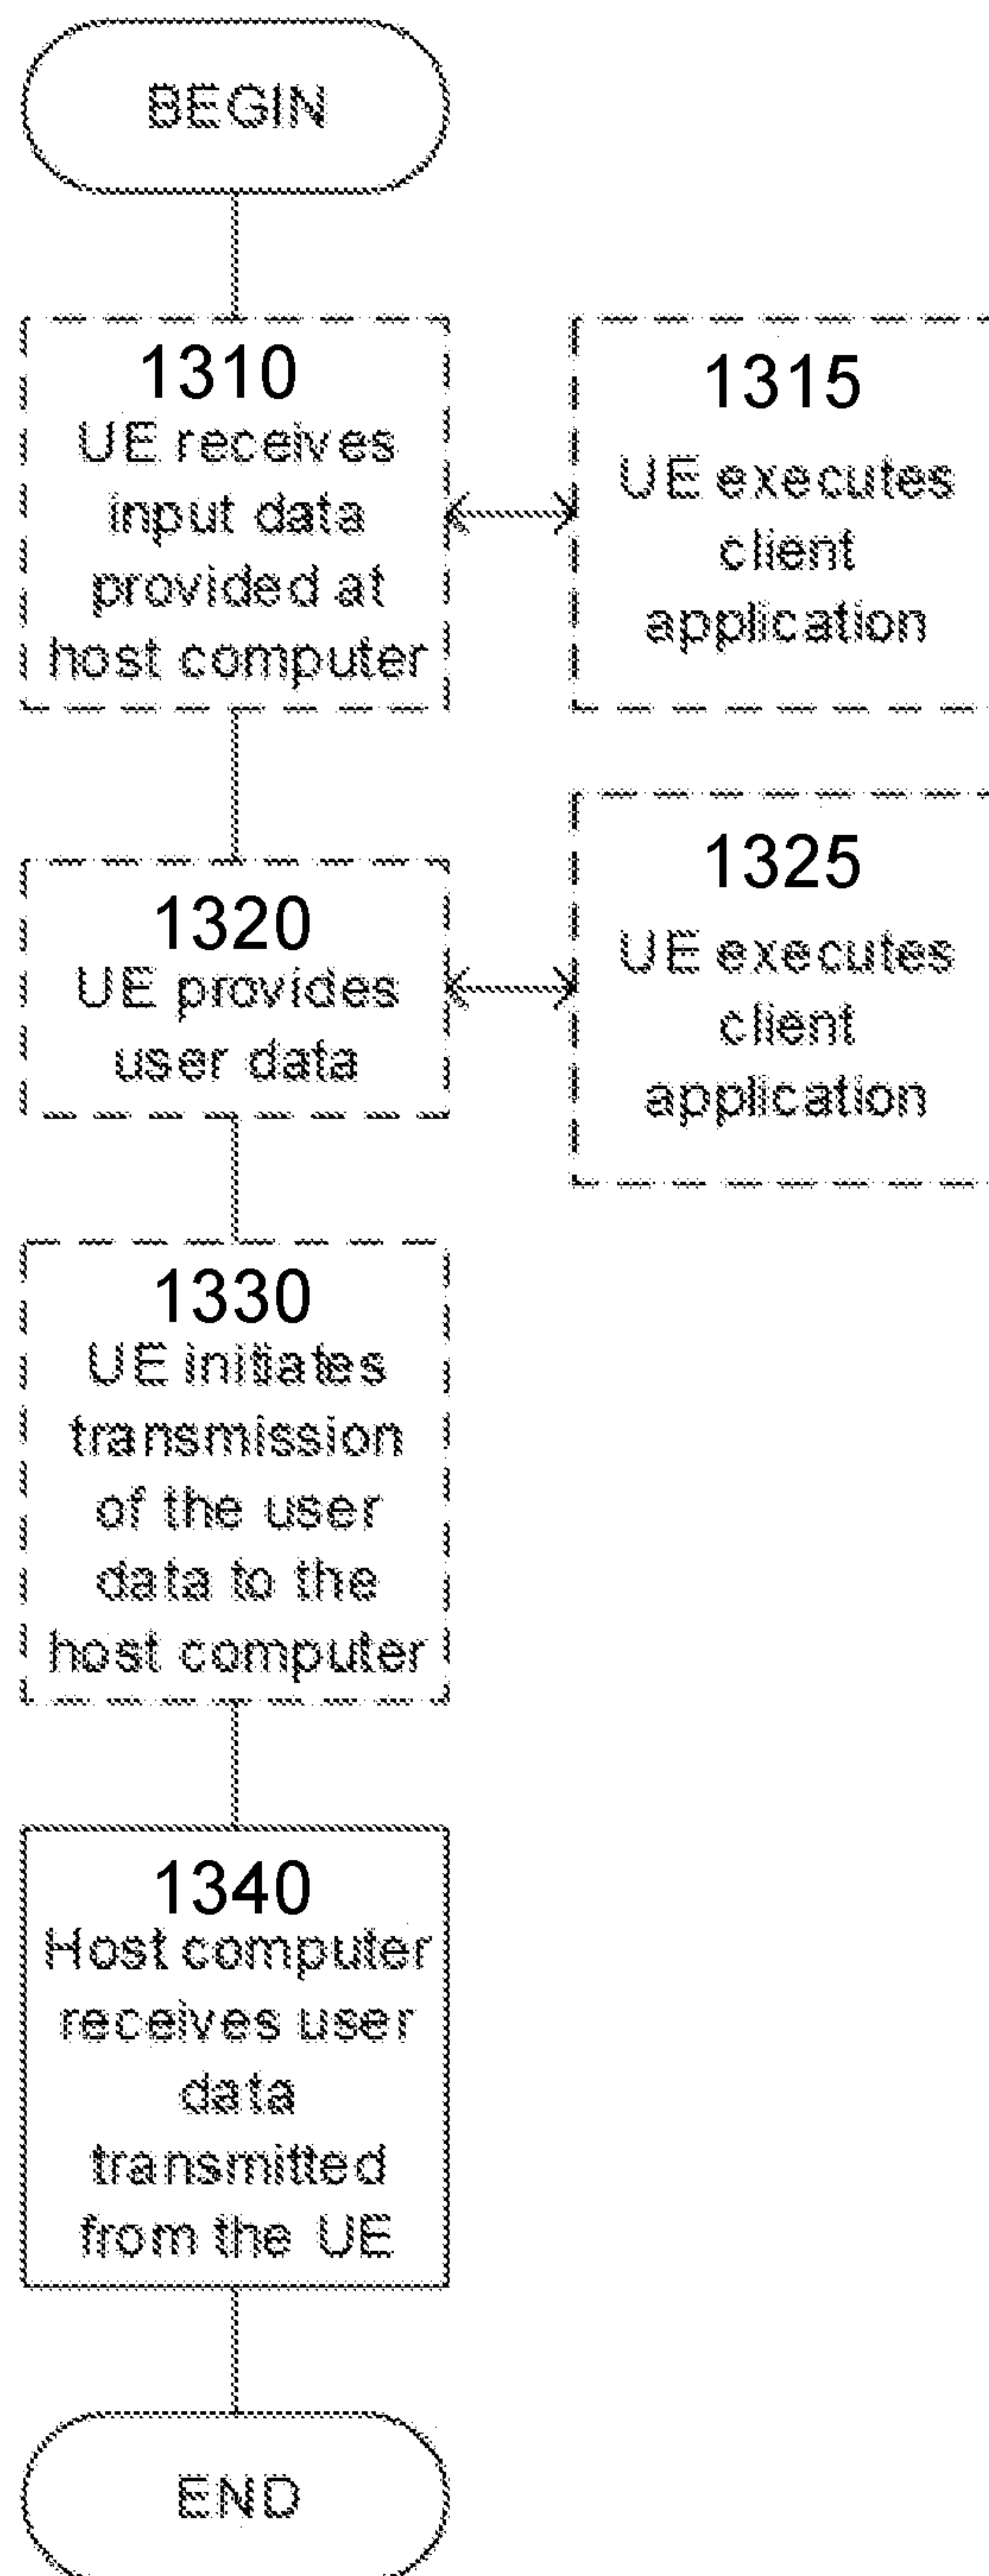 BEGIN
1310
UE receives
input data
provided at
host computer
1315
UE executes
client
application
1320
UE provides
user data
1325
UE executes
client
application
1330
UE initiates
transmission
of the user
data to the
host computer
1340
Host computer
receives user
data
transmitted
from the UE
END